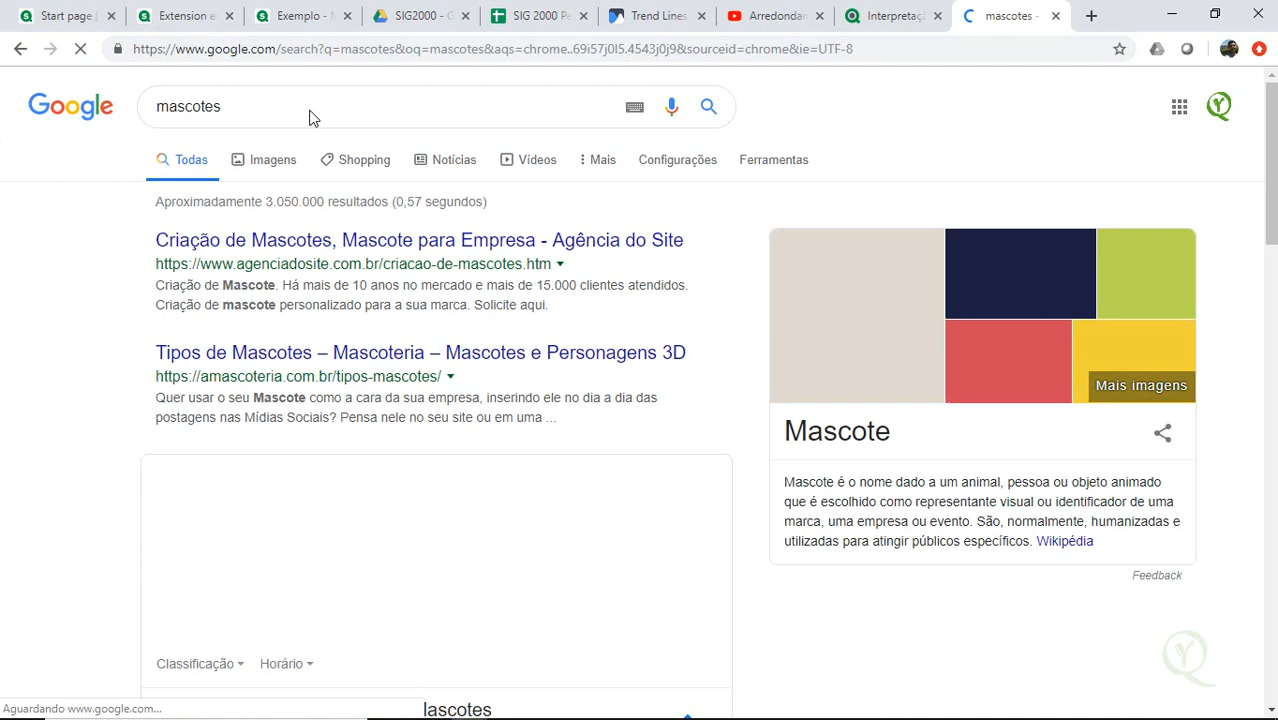 Start page
Extension e
Exemplo - M
SIG2000 - G
SIG 2000 Pe
Trend Lines
Arredondan
Interpretaçã
mascotes -
https://www.google.com/search?q=mascotes&oq=mascotes&aqs=chrome..69i57j0l5.4543j0j9&sourceid=chrome&ie=UTF-8
Google
mascotes
Todas
Imagens
Shopping
Notícias
Vídeos
Mais
Configurações
Ferramentas
Aproximadamente 3.050.000 resultados (0,57 segundos)
Criação de Mascotes, Mascote para Empresa - Agência do Site
https://www.agenciadosite.com.br/criacao-de-mascotes.htm
Criação de Mascote. Há mais de 10 anos no mercado e mais de 15.000 clientes atendidos.
Criação de mascote personalizado para a sua marca. Solicite aqui.
Tipos de Mascotes – Mascoteria – Mascotes e Personagens 3D
https://amascoteria.com.br/tipos-mascotes/
Quer usar o seu Mascote como a cara da sua empresa, inserindo ele no dia a dia das
postagens nas Mídias Sociais? Pensa nele no seu site ou em uma ...
Mais imagens
Mascote
Mascote é o nome dado a um animal, pessoa ou objeto animado
que é escolhido como representante visual ou identificador de uma
marca, uma empresa ou evento. São, normalmente, humanizadas e
utilizadas para atingir públicos específicos. Wikipédia
Feedback
Classificação
Horário
lascotes
Aguardando www.google.com...